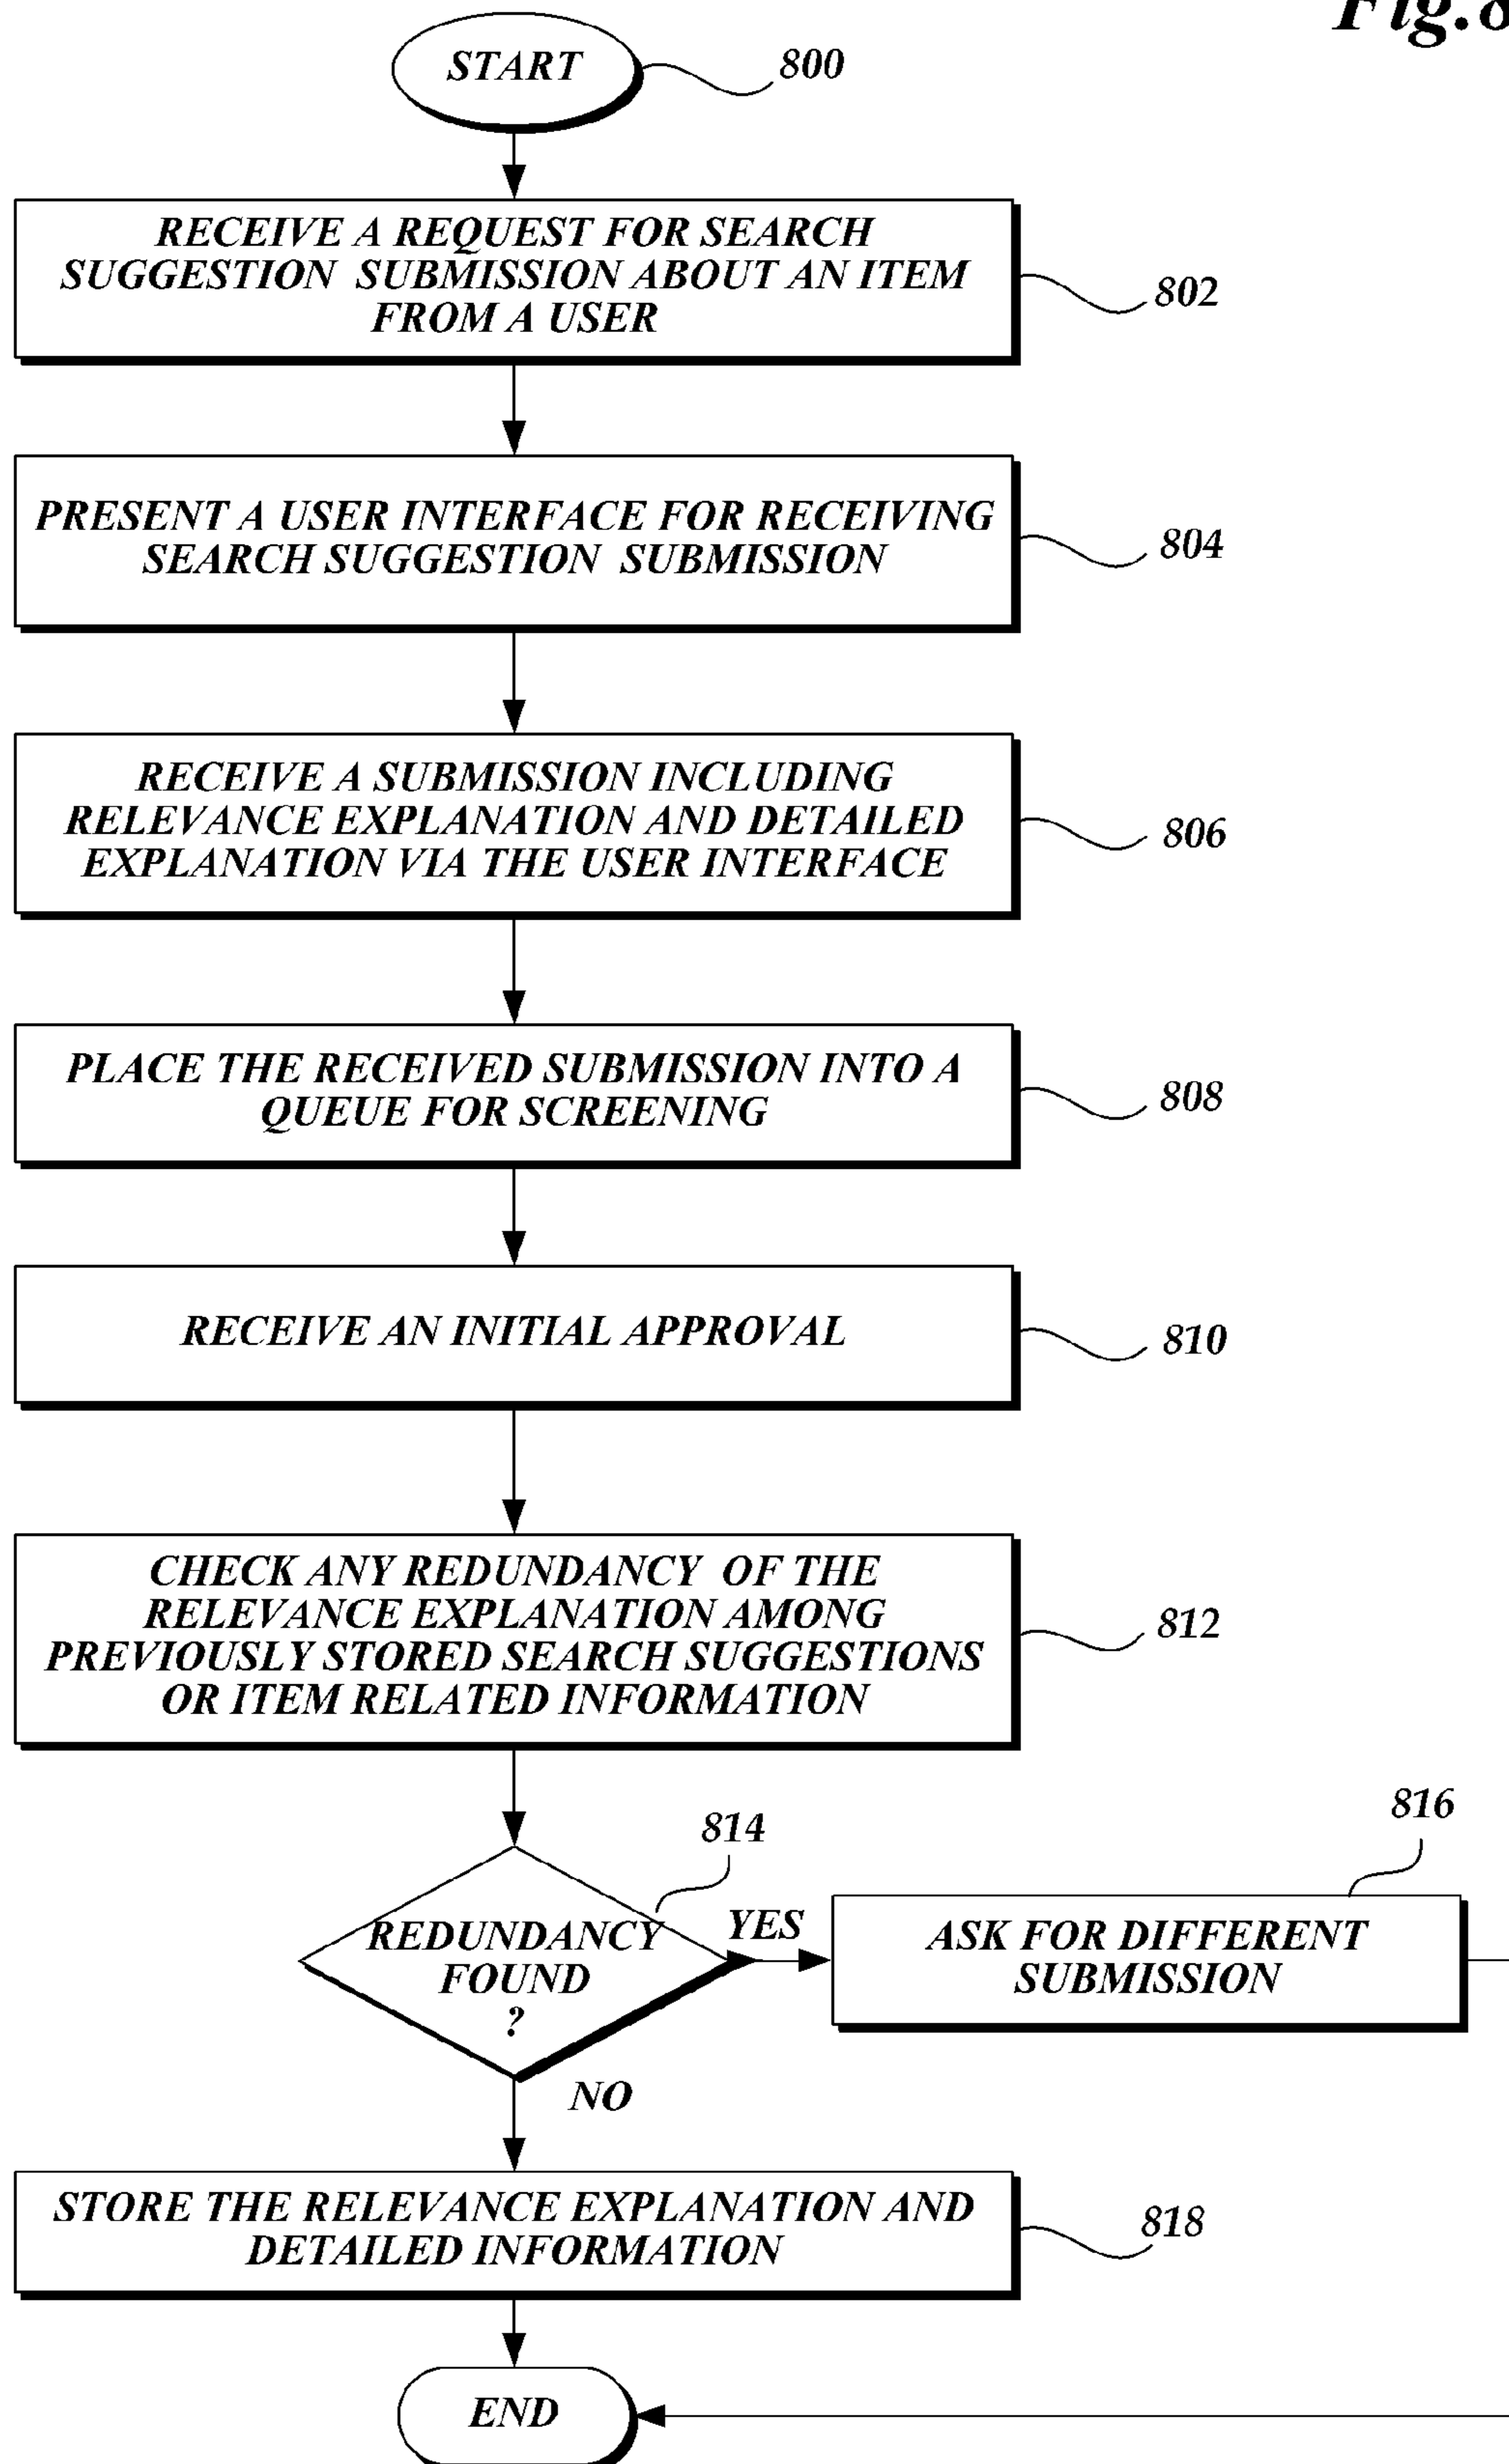 Fig.8
START
800
RECEIVE A REQUEST FOR SEARCH
SUGGESTION SUBMISSION ABOUT AN ITEM
FROM A USER
802
PRESENT A USER INTERFACE FOR RECEIVING
SEARCH SUGGESTION SUBMISSION
804
RECEIVE A SUBMISSION INCLUDING
RELEVANCE EXPLANATION AND DETAILED
EXPLANATION VIA THE USER INTERFACE
806
PLACE THE RECEIVED SUBMISSION INTO A
QUEUE FOR SCREENING
808
RECEIVE AN INITIAL APPROVAL
810
CHECK ANY REDUNDANCY OF THE
RELEVANCE EXPLANATION AMONG
PREVIOUSLY STORED SEARCH SUGGESTIONS
OR ITEM RELATED INFORMATION
812
814
816
REDUNDANCY
FOUND
?
YES
ASK FOR DIFFERENT
SUBMISSION
NO
STORE THE RELEVANCE EXPLANATION AND
DETAILED INFORMATION
818
END